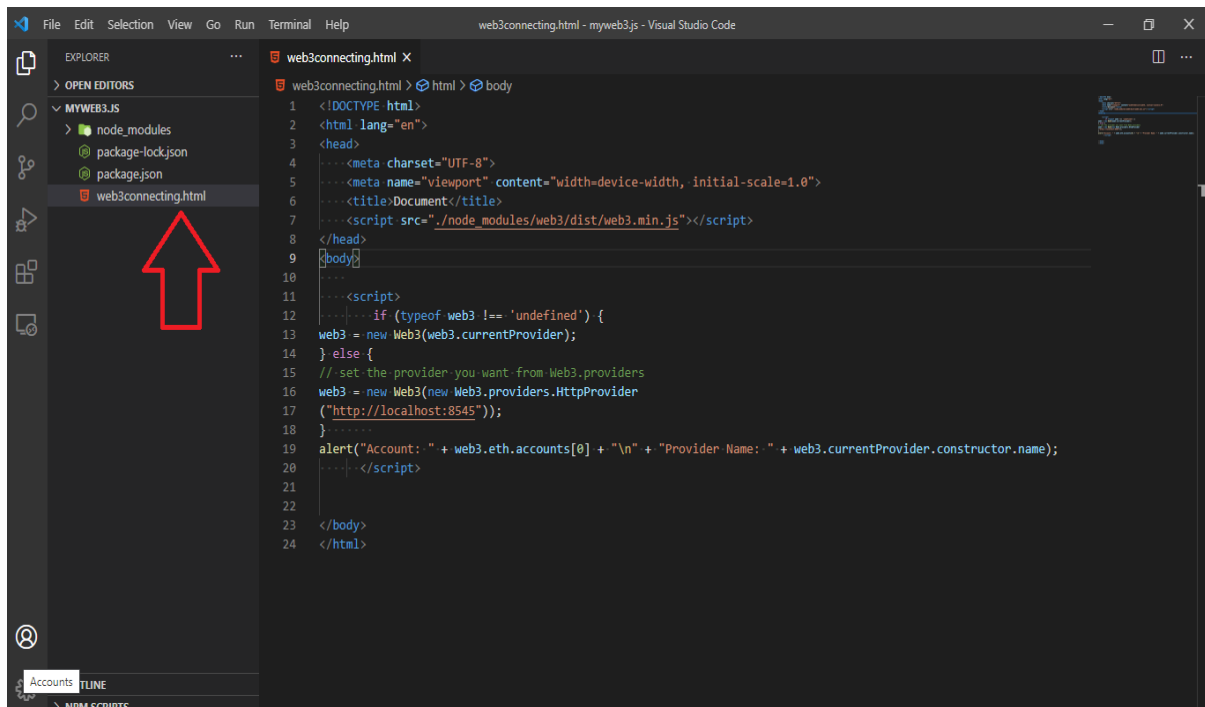 File Edit Selection View Go Run Terminal Help web3connecting.html - myweb3.js - Visual Studio Code
EXPLORER
OPEN EDITORS
MYWEB3.JS
node_modules
package-lock.json
package.json
web3connecting.html
Accounts
TLINE
NPM SCRIPTS
web3connecting.html
web3connecting.html > html > body
1 <!DOCTYPE html>
2 <html lang="en">
3 <head>
4 <meta charset="UTF-8">
5 <meta name="viewport" content="width=device-width, initial-scale=1.0">
6 <title>Document</title>
7 <script src="./node_modules/web3/dist/web3.min.js"></script>
8 </head>
9 <body>
10
11 <script>
12 if (typeof web3 !== 'undefined') {
13 web3 = new Web3(web3.currentProvider);
14 } else {
15 // set the provider you want from Web3.providers
16 web3 = new Web3(new Web3.providers.HttpProvider
17 ("http://localhost:8545"));
18 }
19 alert("Account: " + web3.eth.accounts[0] + "\n" + "Provider Name: " + web3.currentProvider.constructor.name);
20 </script>
21
22
23 </body>
24 </html>